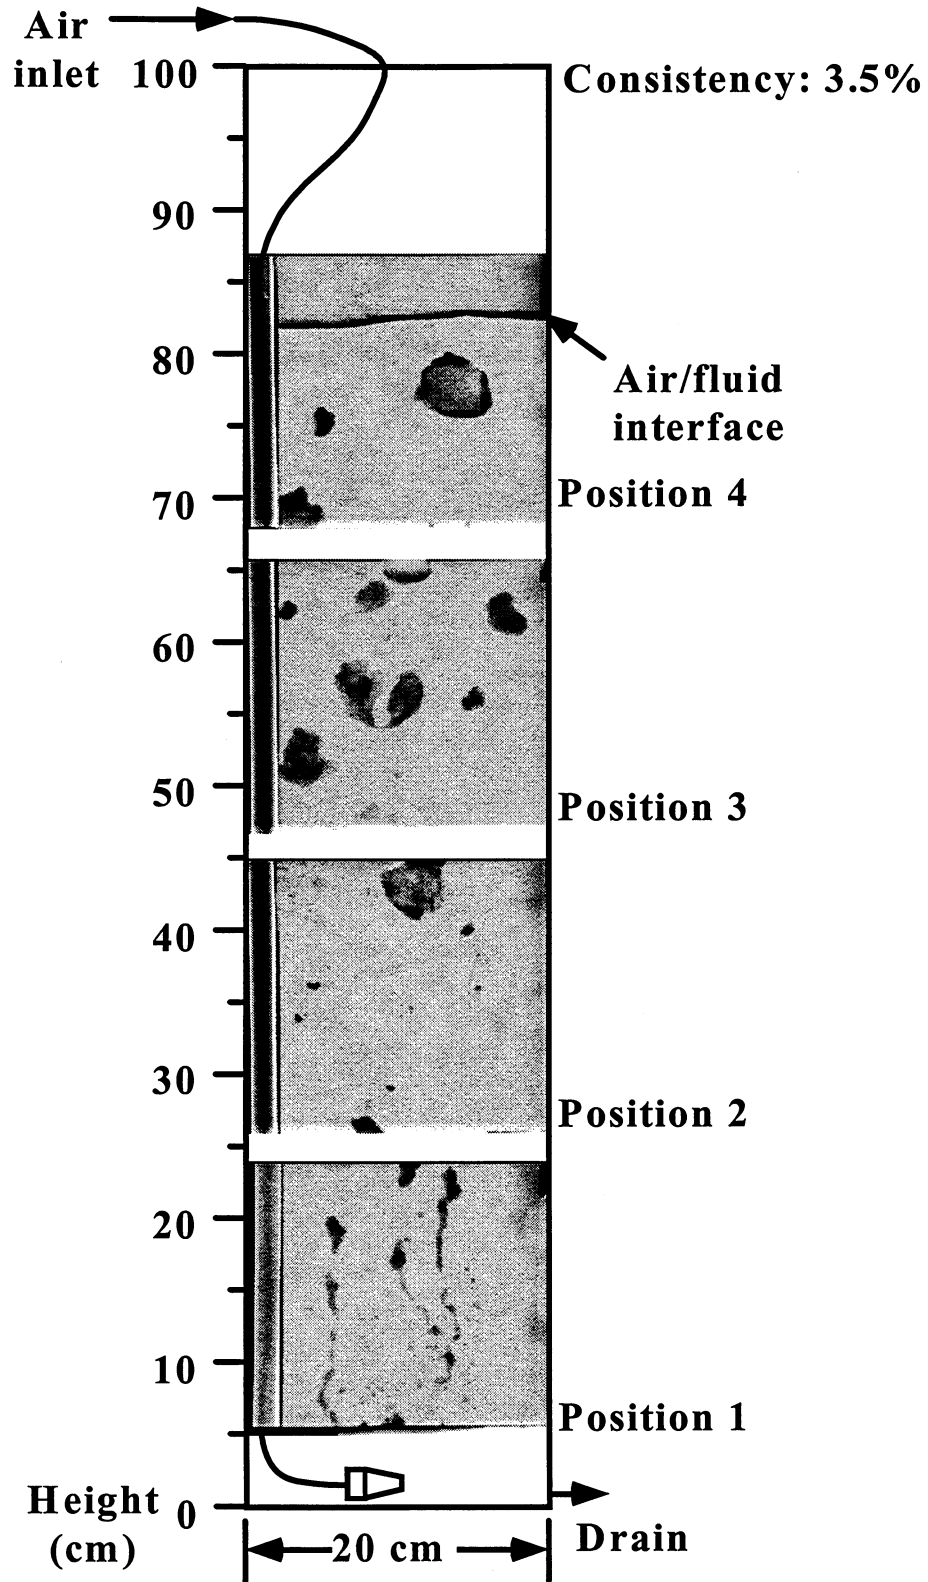 Air
inlet
100
Consistency: 3.5%
90
80
Air/fluid
interface
70
Position 4
60
50
Position 3
40
30
Position 2
20
10
Position 1
Height
(cm)
0
Drain
20 cm